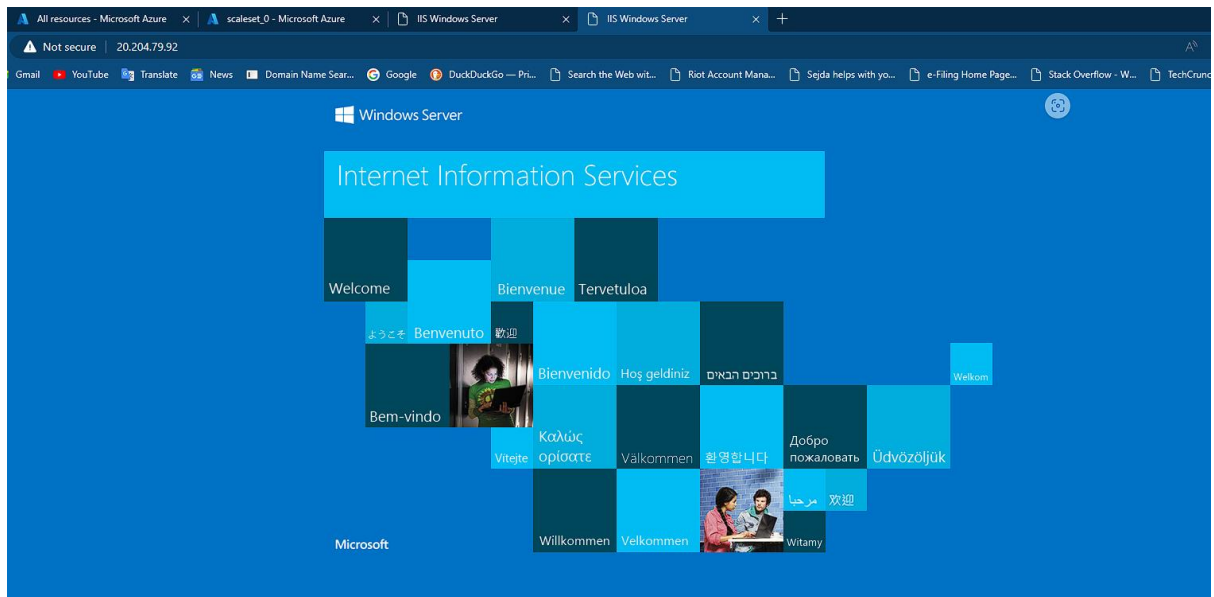 All resources - Microsoft Azure
scaleset_0 - Microsoft Azure
IIS Windows Server
IIS Windows Server
Not secure
20.204.79.92
Gmail
YouTube
Translate
News
Domain Name Sear...
Google
DuckDuckGo — Pri...
Search the Web wit...
Riot Account Mana...
Sejda helps with yo...
e-Filing Home Page...
Stack Overflow - W...
TechCrunc
Windows Server
Internet Information Services
Welcome
Bienvenue
Tervetuloa
ようこそ
Benvenuto
歡迎
Bienvenido
Hoş geldiniz
ברוכים הבאים
Welkom
Bem-vindo
Vítejte
Καλώς
ορίσατε
Välkommen
환영합니다
Добро
пожаловать
Üdvözöljük
مرحبا
欢迎
Willkommen
Velkommen
Witamy
Microsoft